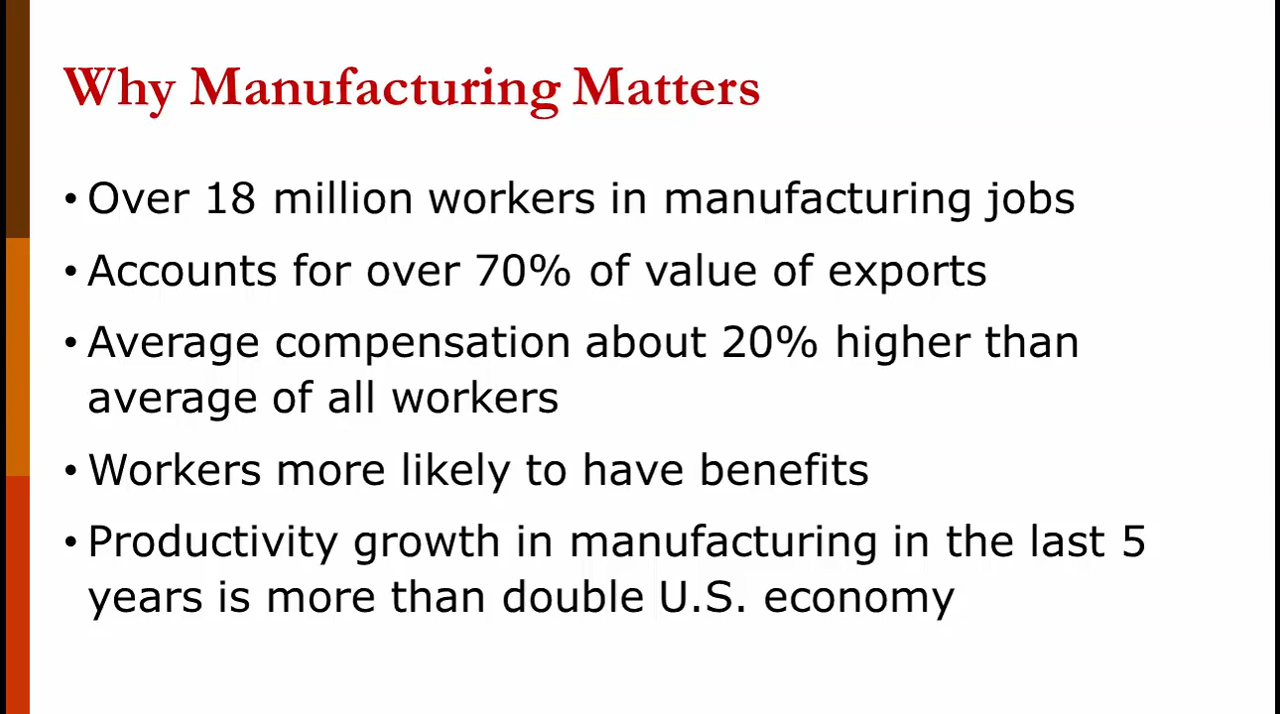 Why Manufacturing Matters
• Over 18 million workers in manufacturing jobs
• Accounts for over 70% of value of exports
• Average compensation about 20% higher than
average of all workers
• Workers more likely to have benefits
• Productivity growth in manufacturing in the last 5
years is more than double U.S. economy